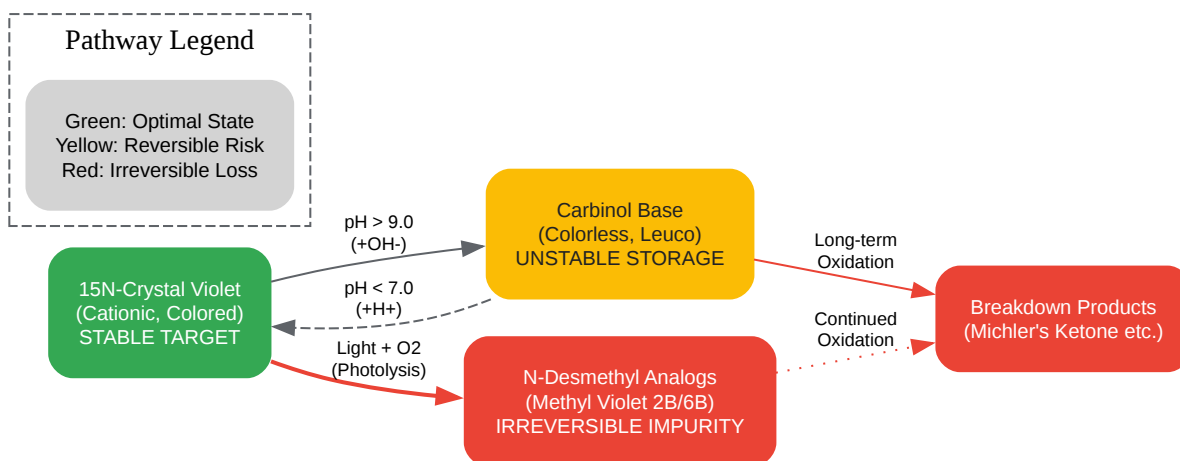 Pathway Legend
Green: Optimal State
Yellow: Reversible Risk
Red: Irreversible Loss
15N-Crystal Violet
(Cationic, Colored)
STABLE TARGET
pH > 9.0
(+OH-)
pH < 7.0
(+H+)
Light + O2
(Photolysis)
Carbinol Base
(Colorless, Leuco)
UNSTABLE STORAGE
N-Desmethyl Analogs
(Methyl Violet 2B/6B)
IRREVERSIBLE IMPURITY
Long-term
Oxidation
Continued
Oxidation
Breakdown Products
(Michler's Ketone etc.)